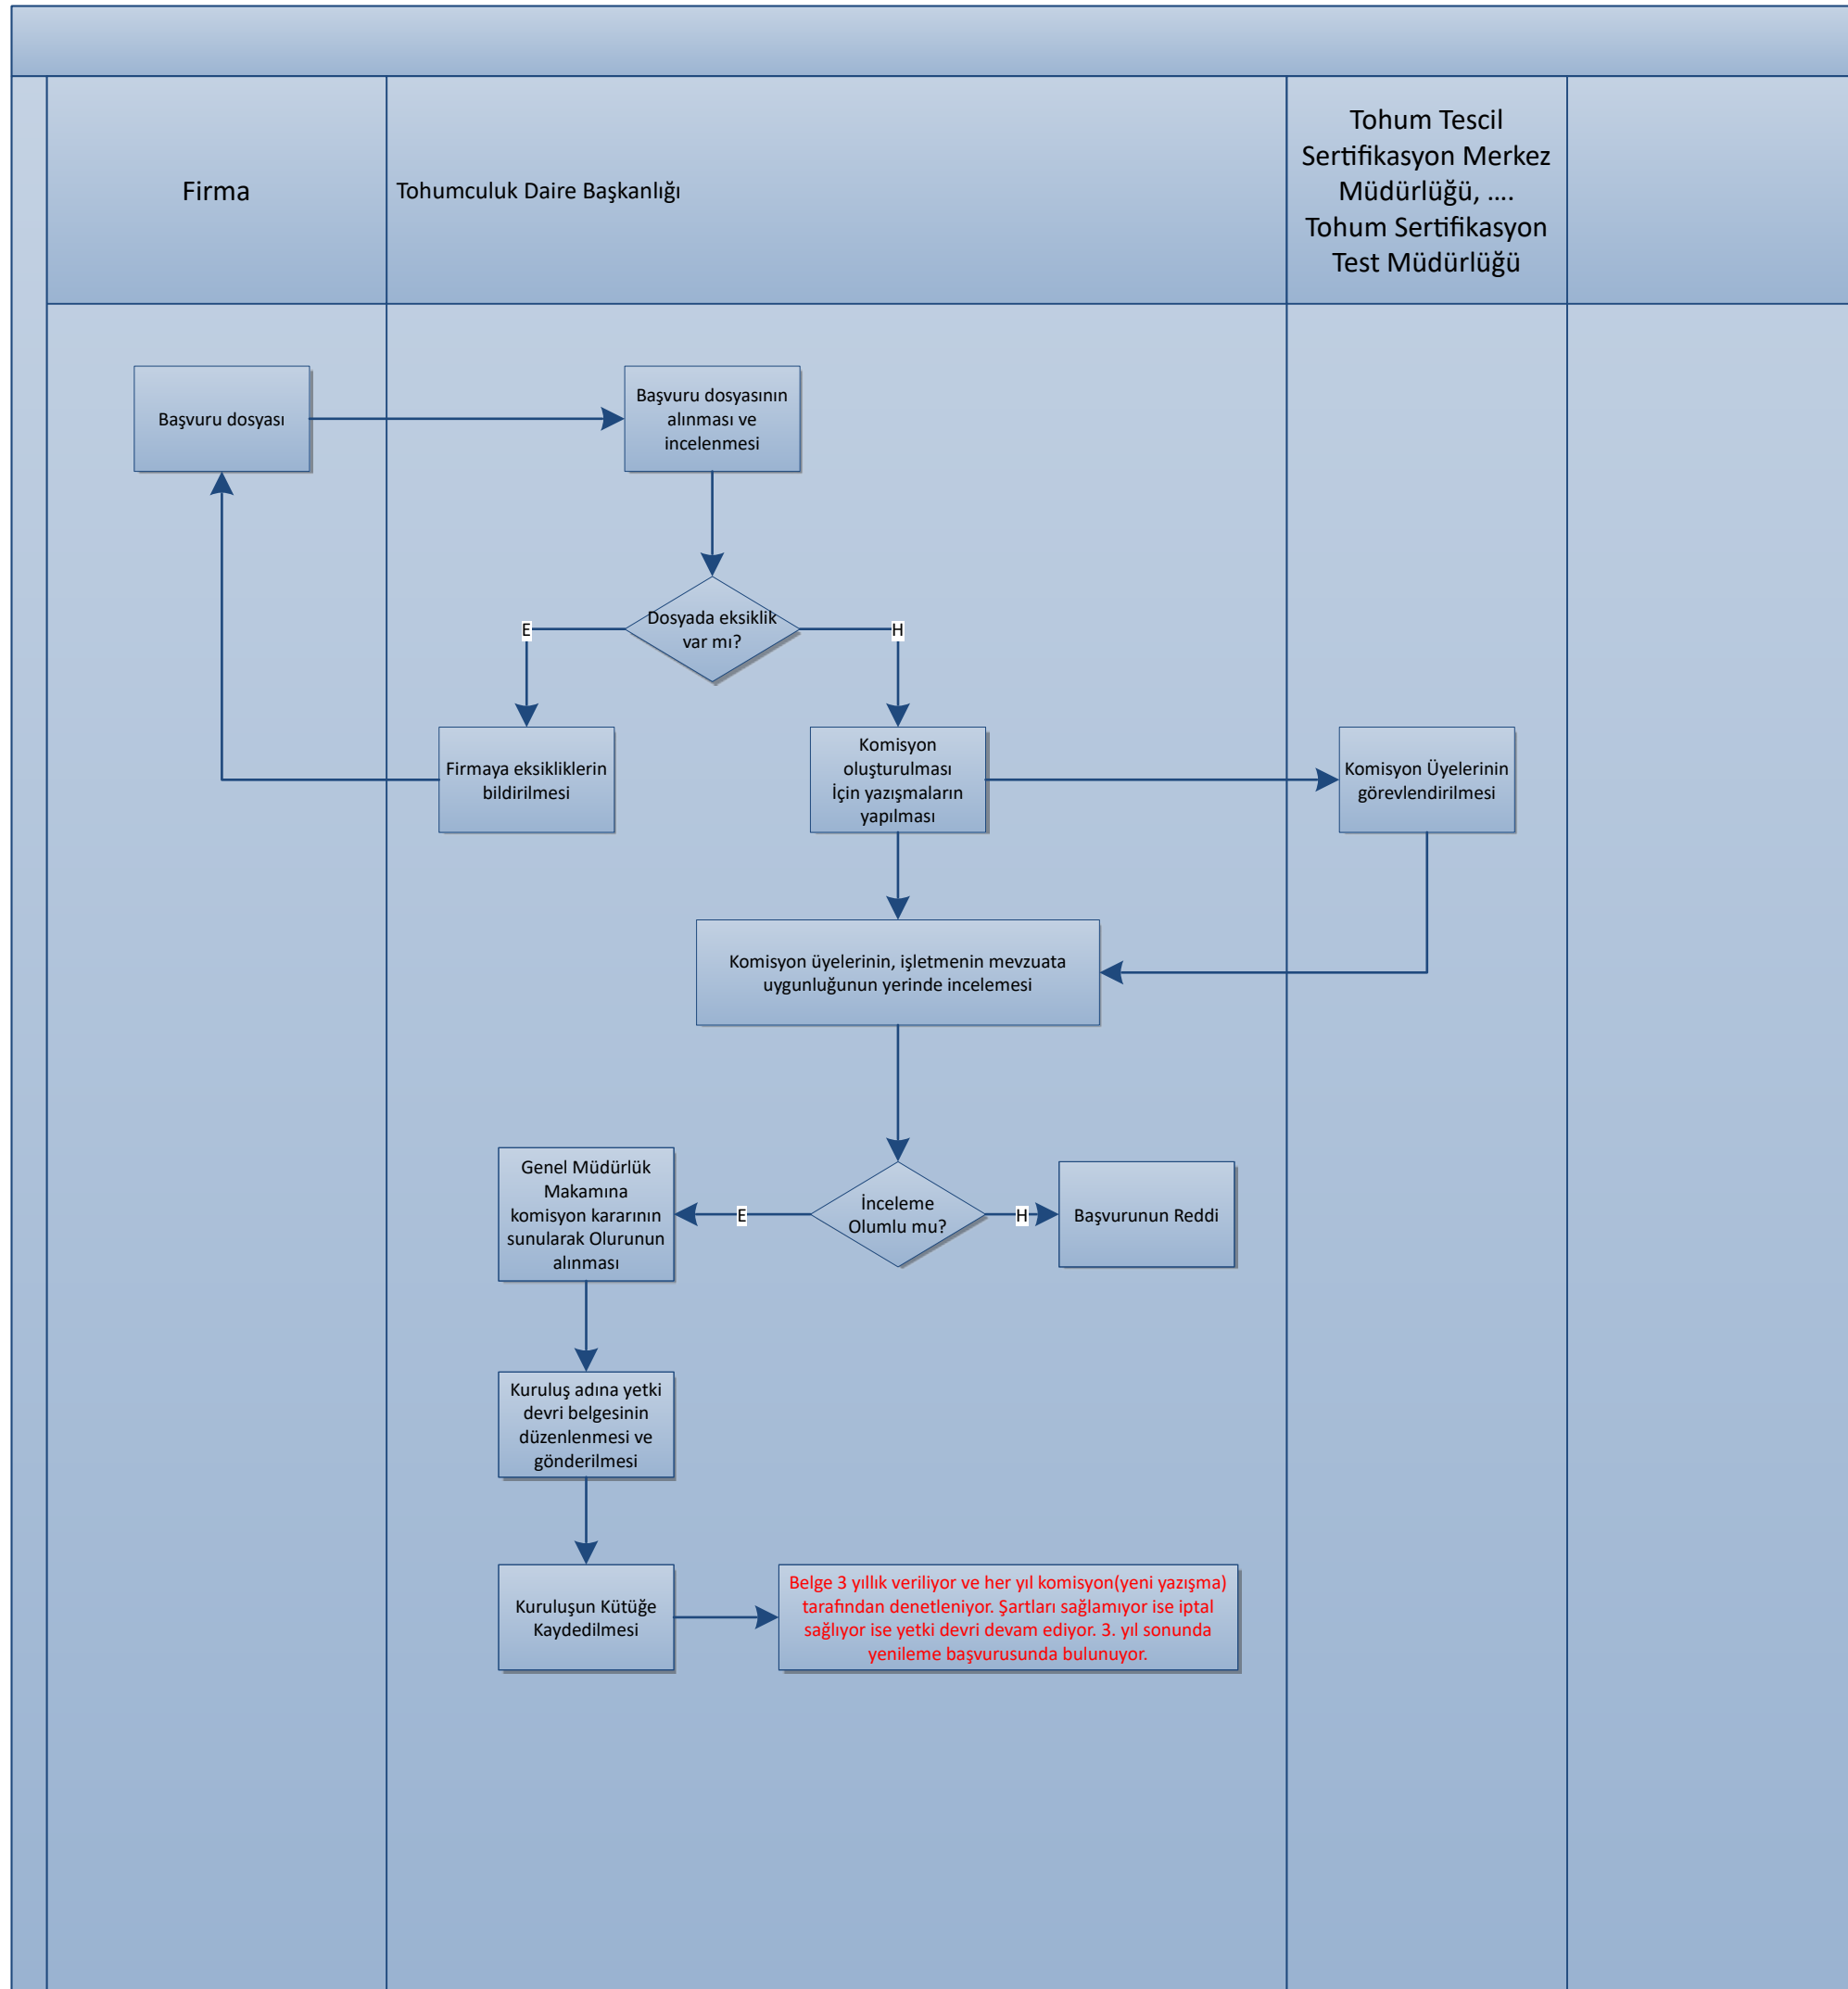 Firma
Tohumculuk Daire Başkanlığı
Tohum Tescil
Sertifikasyon Merkez
Müdürlüğü, ....
Tohum Sertifikasyon
Test Müdürlüğü
Başvuru dosyası
Başvuru dosyasının
alınması ve
incelenmesi
Dosyada eksiklik
var mı?
E
H
Firmaya eksikliklerin
bildirilmesi
Komisyon
oluşturulması
İçin yazışmaların
yapılması
Komisyon Üyelerinin
görevlendirilmesi
Komisyon üyelerinin, işletmenin mevzuata
uygunluğunun yerinde incelemesi
Genel Müdürlük
Makamına
komisyon kararının
sunularak Olurunun
alınması
E
İnceleme
Olumlu mu?
H
Başvurunun Reddi
Kuruluş adına yetki
devri belgesinin
düzenlenmesi ve
gönderilmesi
Kuruluşun Kütüğe
Kaydedilmesi
Belge 3 yıllık veriliyor ve her yıl komisyon(yeni yazışma)
tarafından denetleniyor. Şartları sağlamıyor ise iptal
sağlıyor ise yetki devri devam ediyor. 3. yıl sonunda
yenileme başvurusunda bulunuyor.